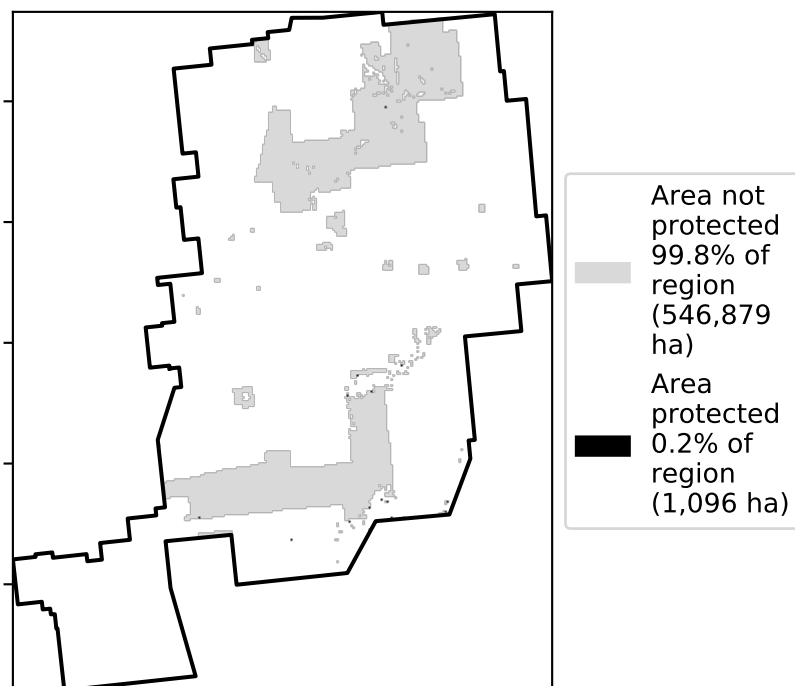 Area not
protected
99.8% of
region
(546,879
ha)
Area
protected
0.2% of
region
(1,096 ha)